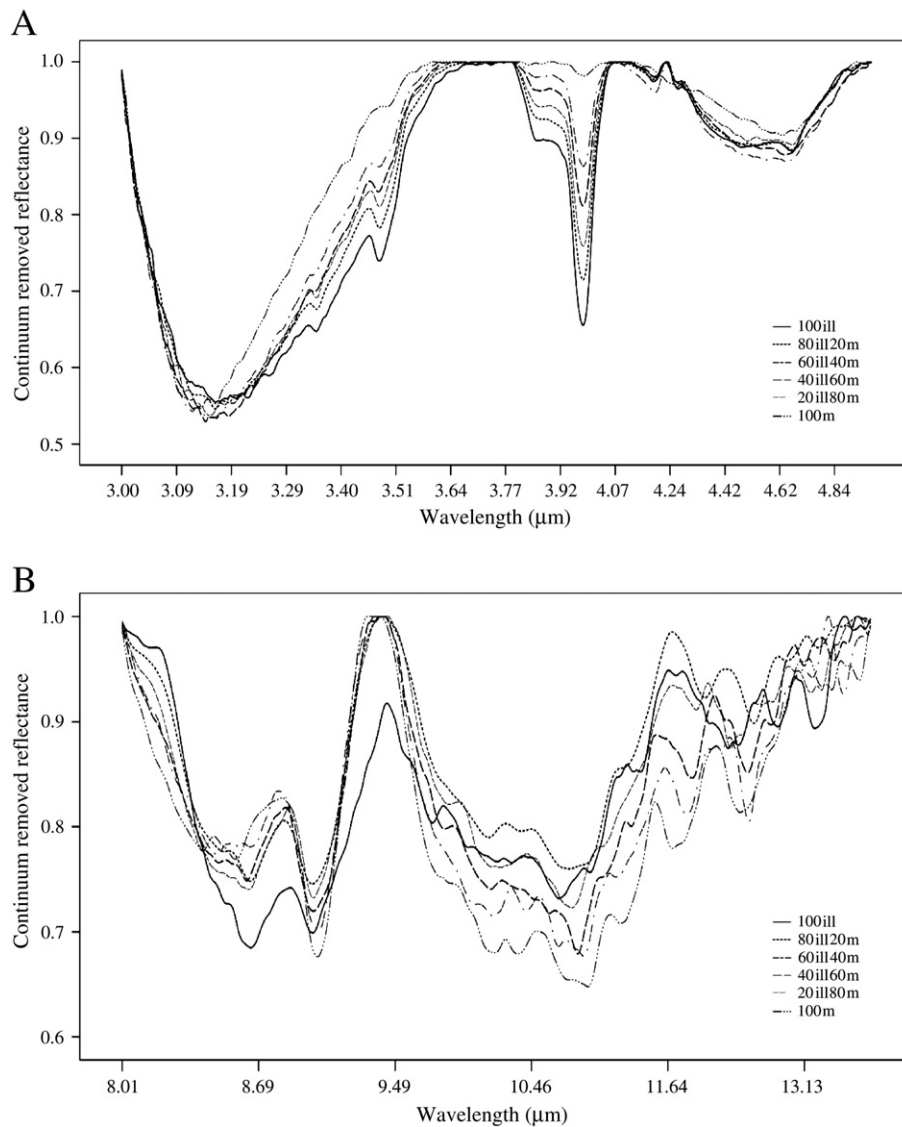 A
1.0
0.9
0.8
0.7
0.6
0.5
Continuum removed reflectance
100ill
80ill20m
60ill40m
40ill60m
20ill80m
100m
3.00 3.09 3.19 3.29 3.40 3.51 3.64 3.77 3.92 4.07 4.24 4.42 4.62 4.84
Wavelength (μm)
B
1.0
0.9
0.8
0.7
0.6
Continuum removed reflectance
100ill
80ill20m
60ill40m
40ill60m
20ill80m
100m
8.01 8.69 9.49 10.46 11.64 13.13
Wavelength (μm)